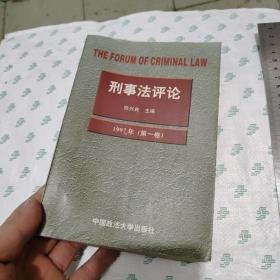 THE FORUM OF CRIMINAL LAW
刑事法评论
陈兴良 主编
1997年（第一卷）
中国政法大学出版社